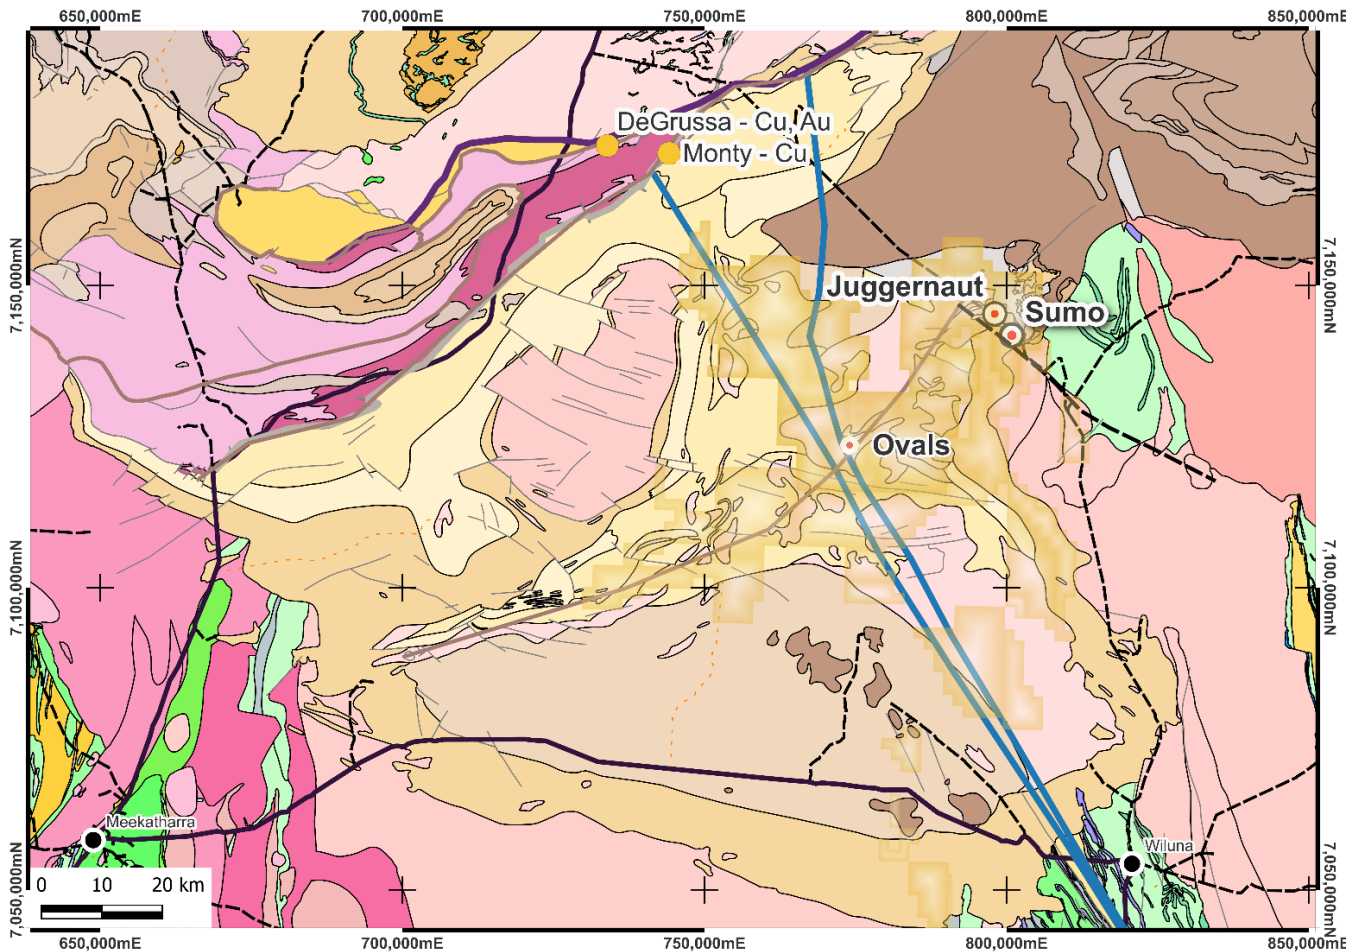 650,000mE 700,000mE 750,000mE 800,000mE 850,000mE
DeGrussa - Cu, Au
Monty - Cu
7,150,000mN
7,150,000mN
Juggernaut
Sumo
Ovals
7,100,000mN
7,100,000mN
Meekatharra
Wiluna
7,050,000mN
7,050,000mN
0 10 20 km
650,000mE 700,000mE 750,000mE 800,000mE 850,000mE